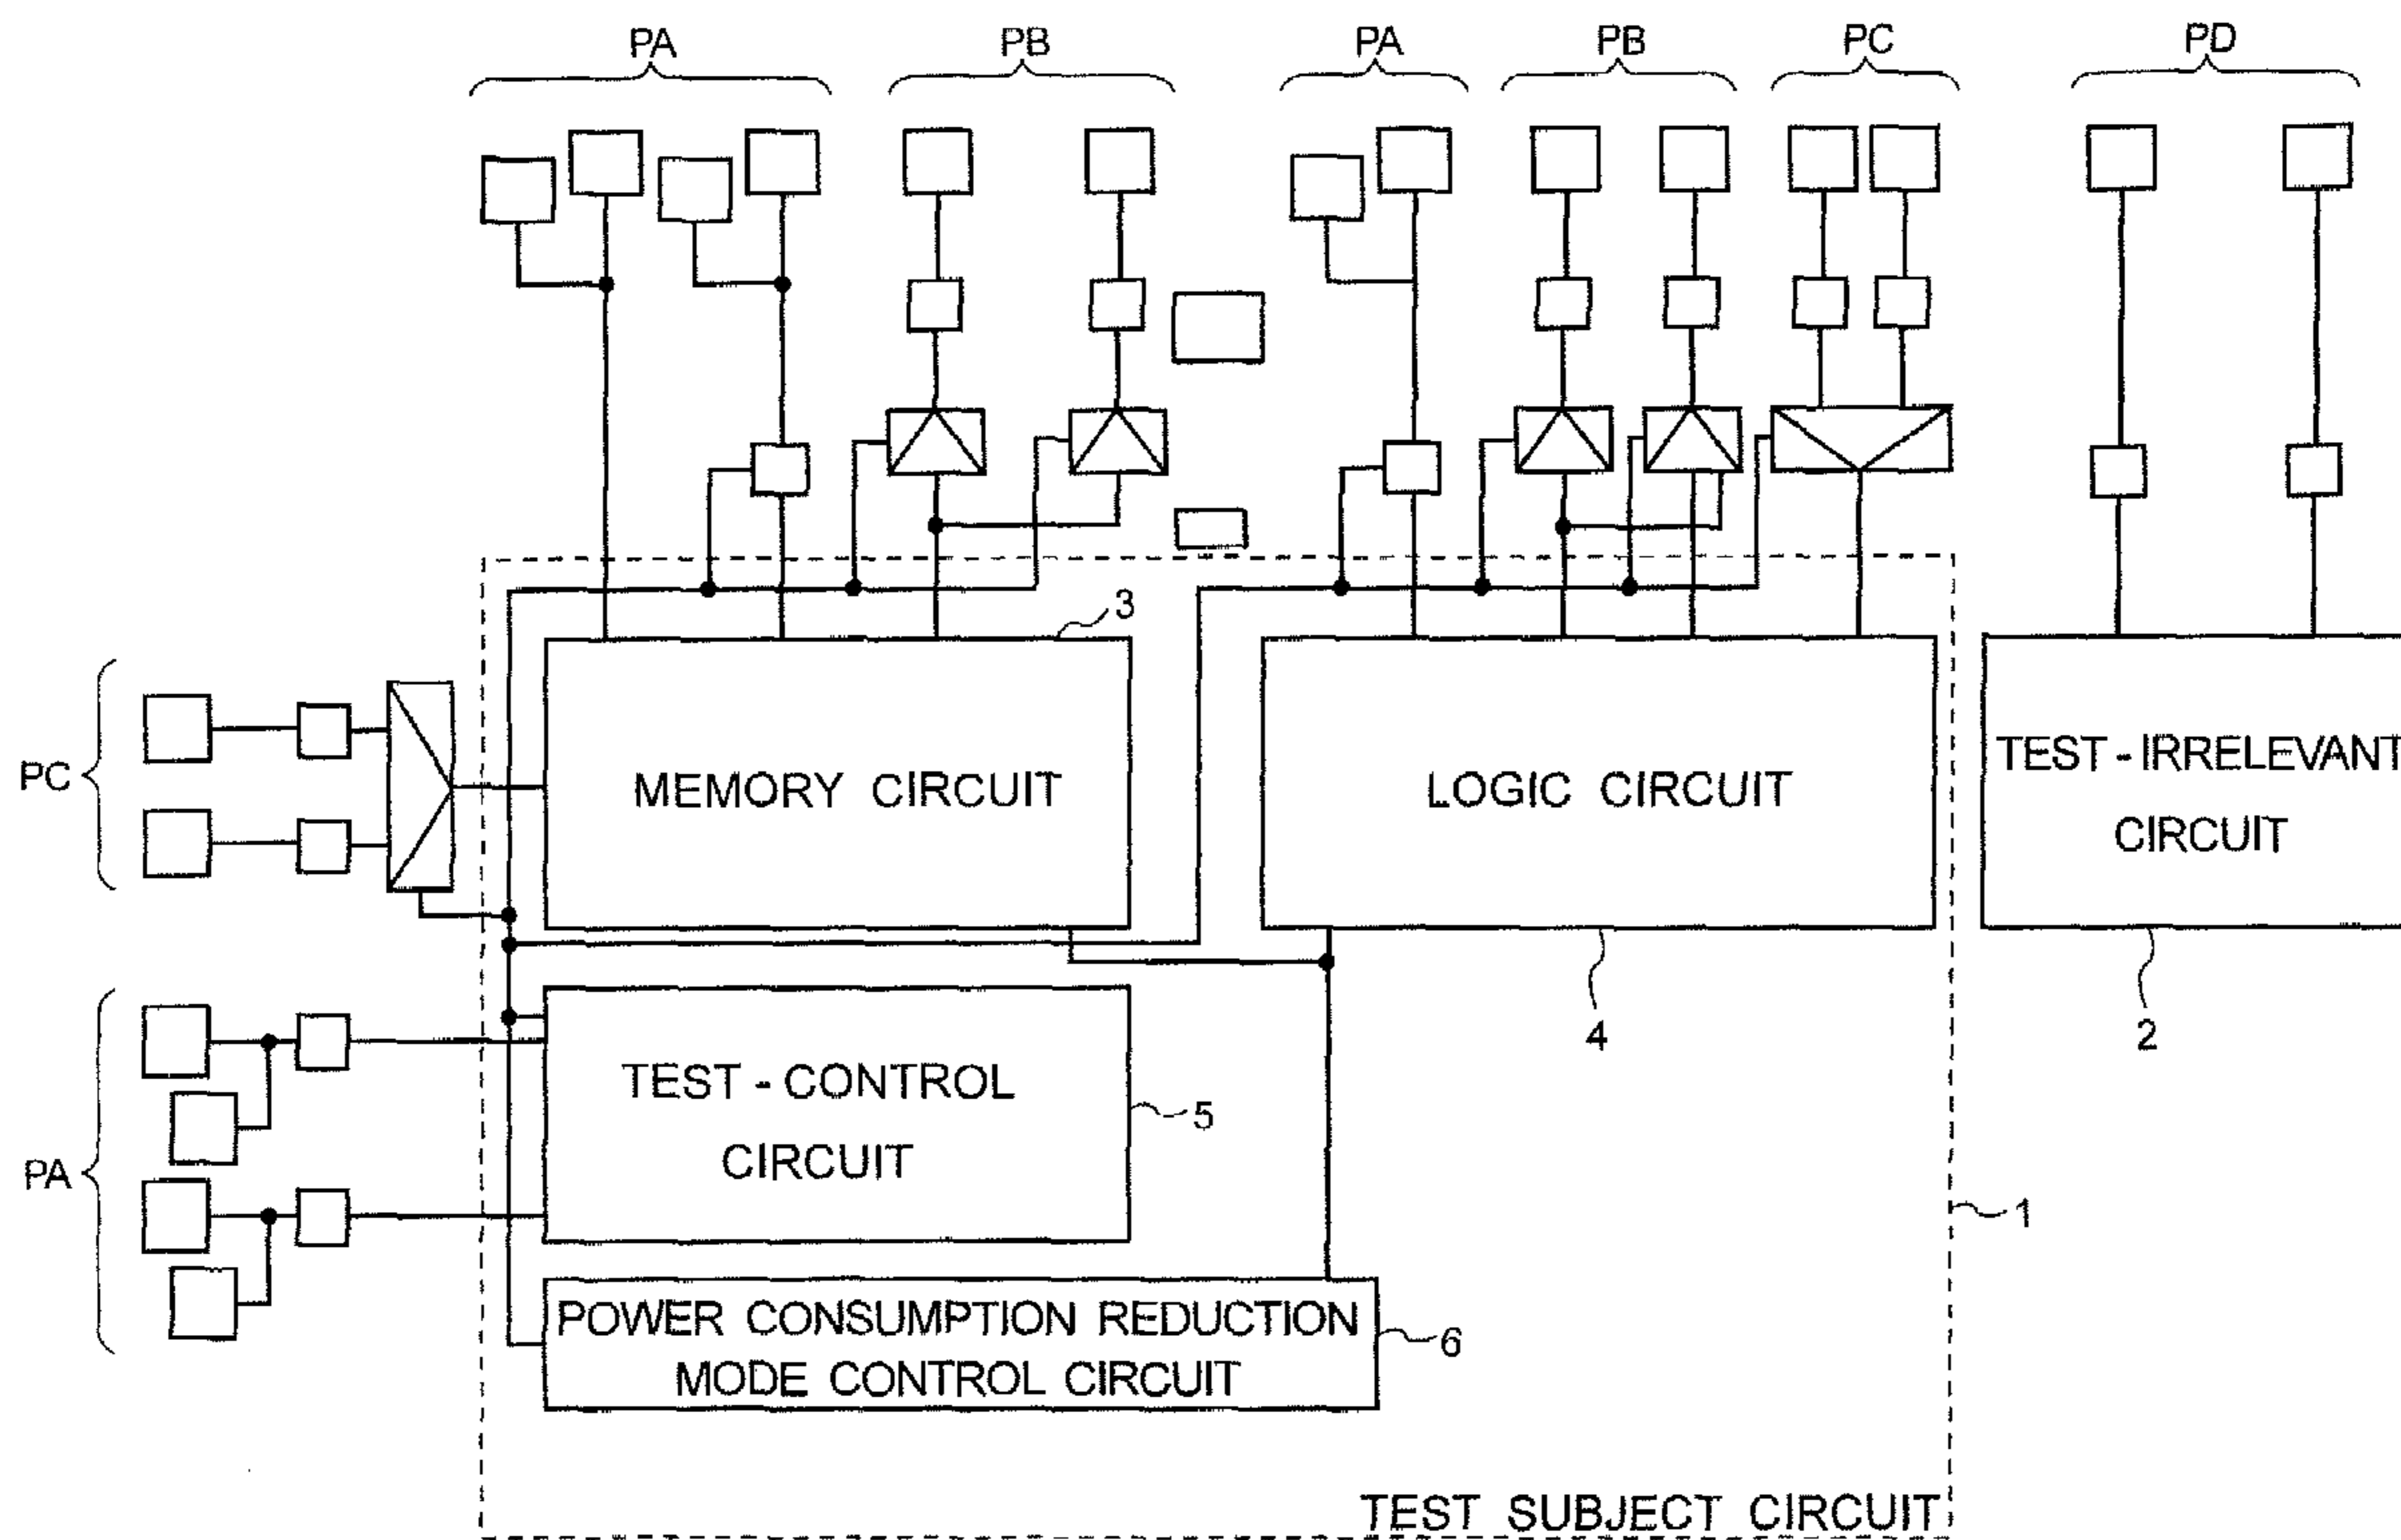 PA
PB
PA
PB
PC
PD
3
PC
MEMORY CIRCUIT
LOGIC CIRCUIT
TEST - IRRELEVANT
CIRCUIT
4
2
PA
TEST - CONTROL
CIRCUIT
5
1
POWER CONSUMPTION REDUCTION
MODE CONTROL CIRCUIT
6
TEST SUBJECT CIRCUIT